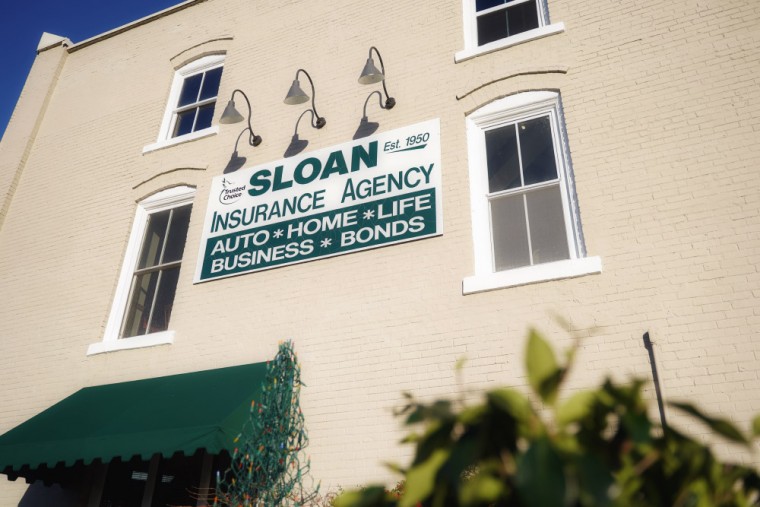 Trusted
Choice
SLOAN Est. 1950
INSURANCE AGENCY
AUTO * HOME * LIFE
BUSINESS * BONDS